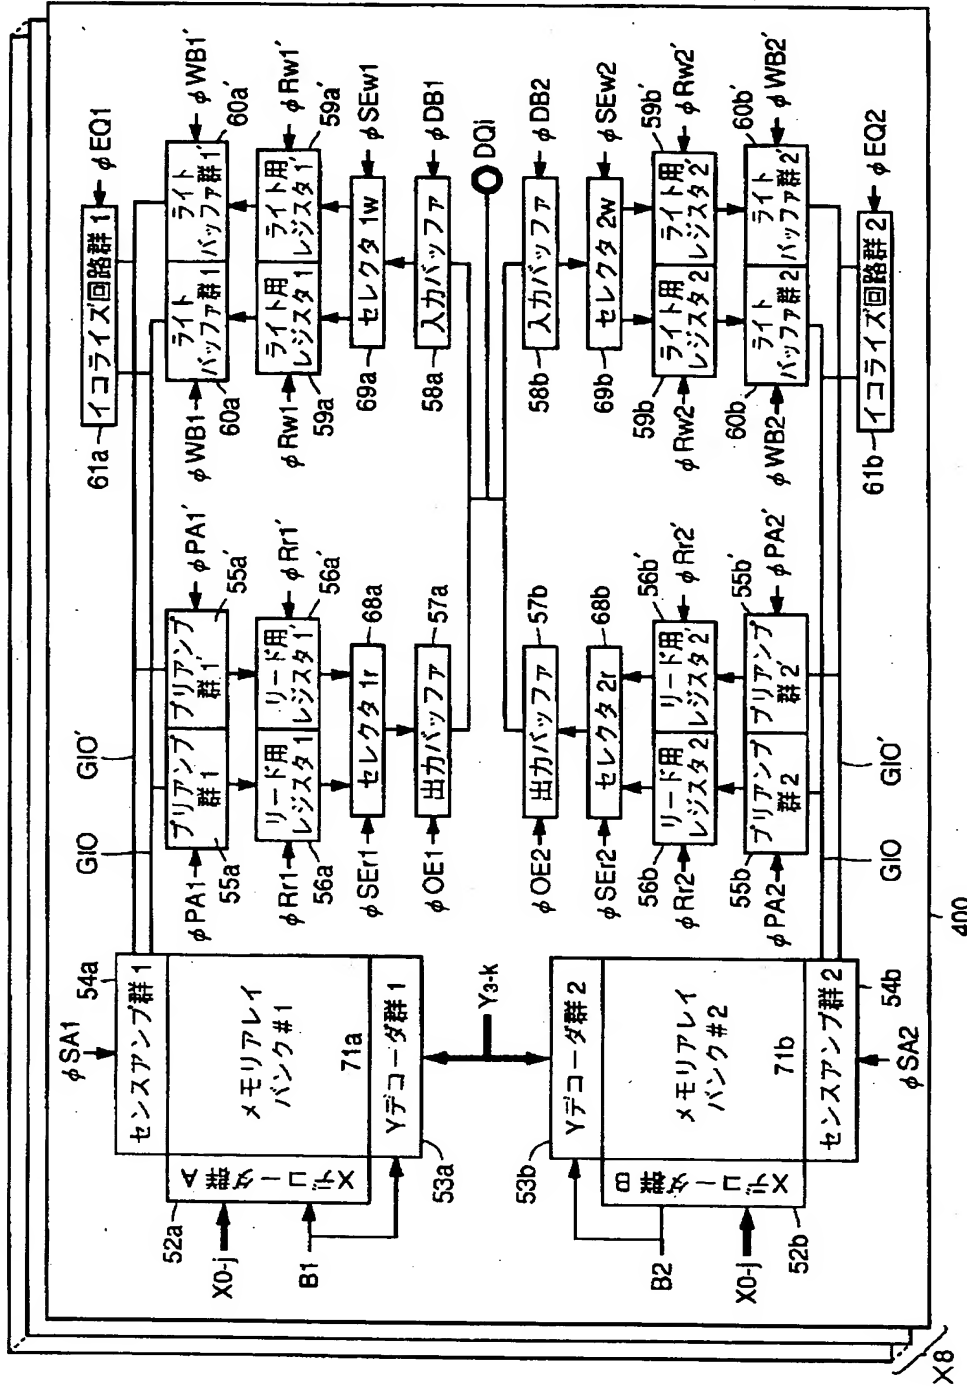 φSA1
54a
センスアンプ群1
メモリアレイ
バンク#1
71a
Xデコーダ群A
52a
X0-j
B1
Yデコーダ群1
53a
Y3-k
GIO
GIO'
φPA1
55a
プリアンプ
群1
プリアンプ
群1'
φPA1'
55a'
φRr1
56a
リード用
レジスタ1
リード用
レジスタ1'
φRr1'
56a'
φSEr1
セレクタ1r
68a
φOE1
出力バッファ
57a
61a
イコライズ回路群1
φEQ1
φWB1
60a
ライト
バッファ群1
ライト
バッファ群1'
φWB1'
60a'
φRw1
59a
ライト用
レジスタ1
ライト用
レジスタ1'
φRw1'
59a'
69a
セレクタ1w
φSEw1
58a
入力バッファ
φDB1
DQi
φOE2
出力バッファ
57b
φSEr2
セレクタ2r
68b
56b
φRr2
リード用
レジスタ2
リード用
レジスタ2'
56b'
φRr2'
55b
φPA2
プリアンプ
群2
プリアンプ
群2'
55b'
φPA2'
58b
入力バッファ
φDB2
69b
セレクタ2w
φSEw2
59b
φRw2
ライト用
レジスタ2
ライト用
レジスタ2'
59b'
φRw2'
60b
φWB2
ライト
バッファ群2
ライト
バッファ群2'
60b'
φWB2'
61b
イコライズ回路群2
φEQ2
53b
Yデコーダ群2
メモリアレイ
バンク#2
71b
Xデコーダ群B
B2
X0-j
52b
センスアンプ群2
54b
φSA2
GIO
GIO'
400
X8